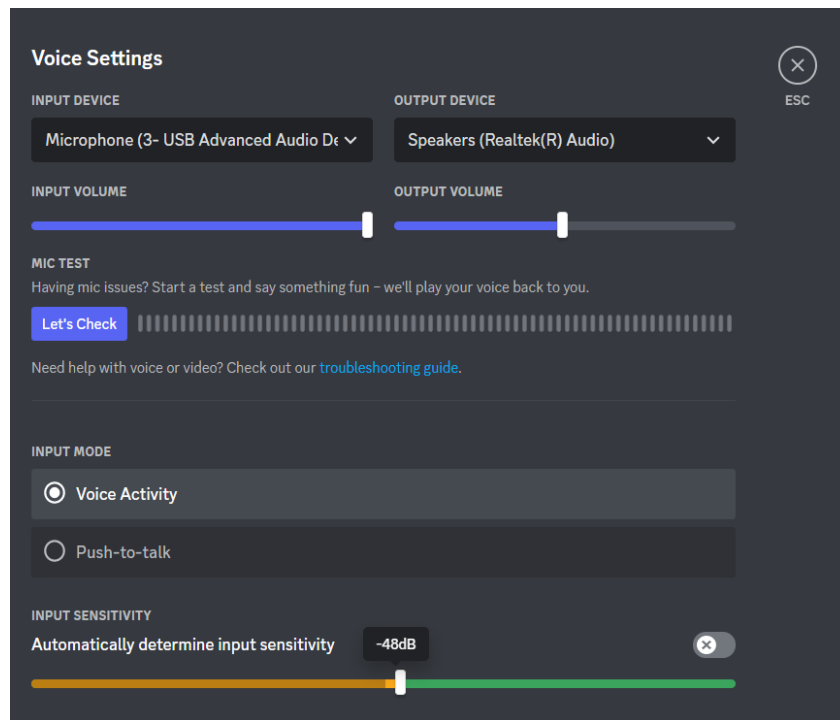 Voice Settings
ESC
INPUT DEVICE
OUTPUT DEVICE
Microphone (3- USB Advanced Audio De
Speakers (Realtek(R) Audio)
INPUT VOLUME
OUTPUT VOLUME
MIC TEST
Having mic issues? Start a test and say something fun – we'll play your voice back to you.
Let's Check
Need help with voice or video? Check out our troubleshooting guide.
INPUT MODE
Voice Activity
Push-to-talk
INPUT SENSITIVITY
Automatically determine input sensitivity
-48dB